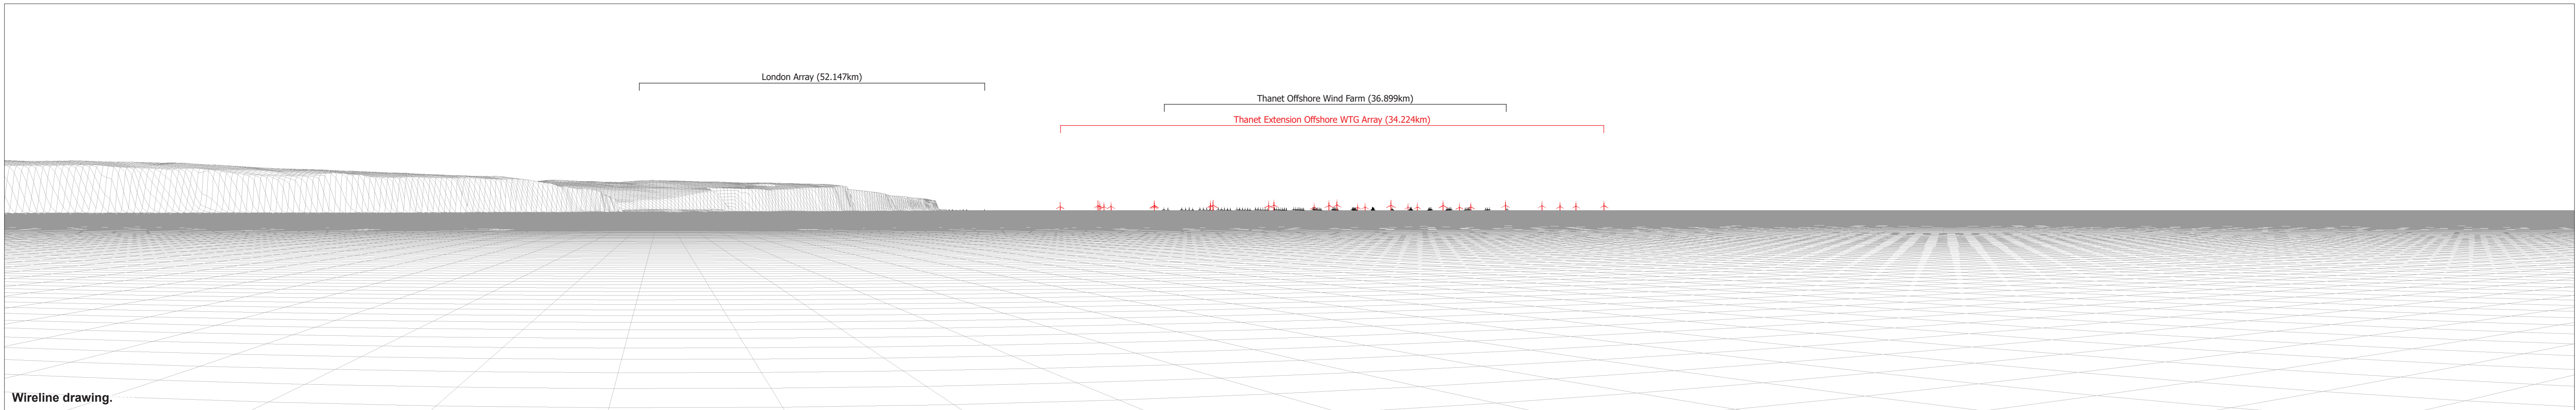 London Array (52.147km)
Thanet Offshore Wind Farm (36.899km)
Thanet Extension Offshore WTG Array (34.224km)
Wireline drawing.